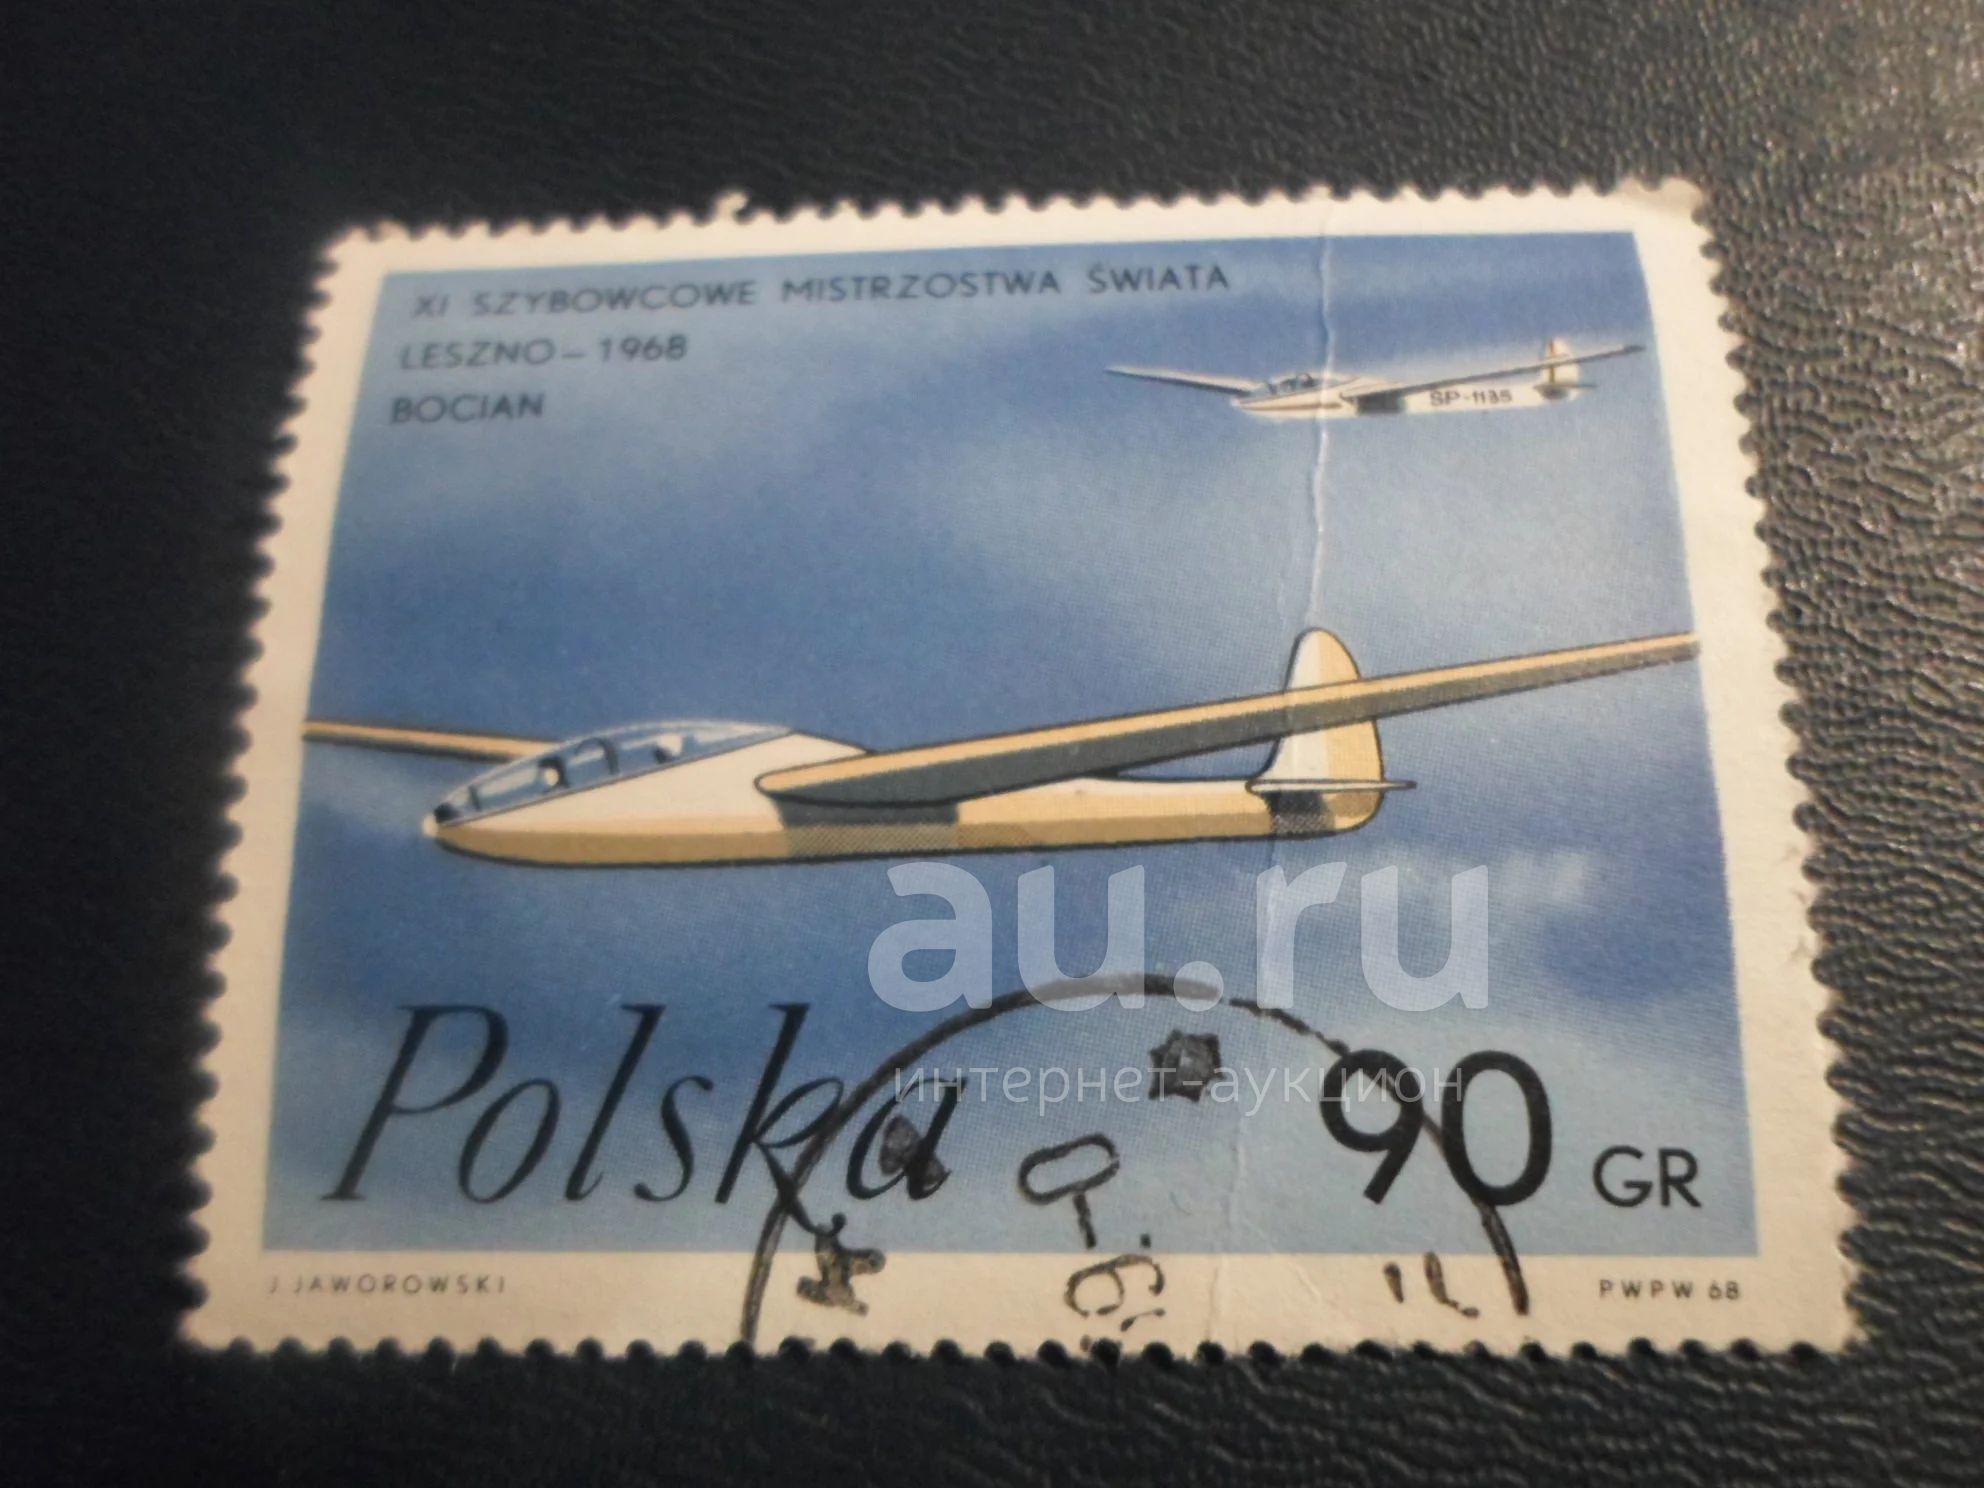 XI SZYBOWCOWE MISTRZOSTWA ŚWIATA
LESZNO – 1968
BOCIAN
SP-1135
au.ru
интернет-аукцион
Polska
90 GR
J. JAWOROWSKI
PWPW 68